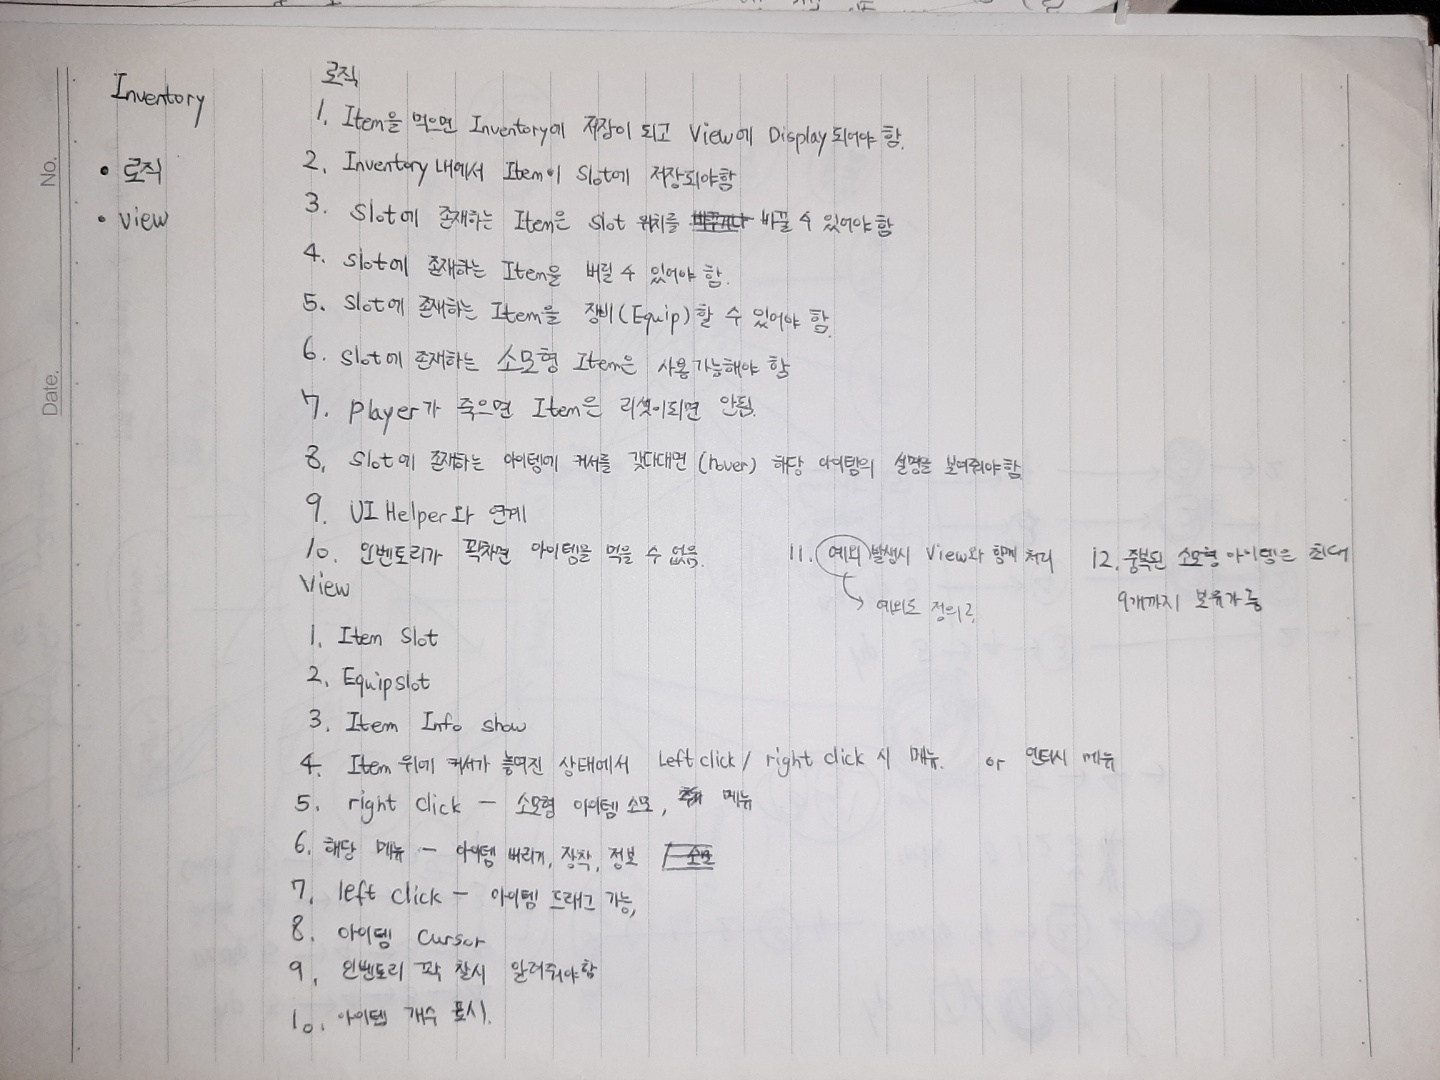 No.
Date.
Inventory
• 로직
• view
로직
1. Item을 먹으면 Inventory에 저장이 되고 View에 Display되어야 함.
2. Inventory 내에서 Item이 Slot에 저장되야함
3. Slot에 존재하는 Item은 Slot 위치를 바꿀 수 있어야 함
4. Slot에 존재하는 Item을 버릴 수 있어야 함.
5. Slot에 존재하는 Item을 장비(Equip)할 수 있어야 함.
6. Slot에 존재하는 소모형 Item은 사용가능해야 함
7. Player가 죽으면 Item은 리셋이되면 안됨.
8. Slot에 존재하는 아이템에 커서를 갖다대면 (hover) 해당 아이템의 설명을 보여줘야함
9. UI Helper와 연계
10. 인벤토리가 꽉차면 아이템을 먹을 수 없음.
11. 예외 발생시 View와 함께 처리
예외도 정의
12. 중복된 소모형 아이템은 최대
9개까지 보유가능
View
1. Item Slot
2. Equipslot
3. Item Info show
4. Item 위에 커서가 놓여진 상태에서 Left click / right click 시 메뉴. or 엔터시 메뉴
5. right click - 소모형 아이템 소모, 메뉴
6. 해당 메뉴 - 아이템 버리기, 장착, 정보
7. left click - 아이템 드래그 가능,
8. 아이템 Cursor
9. 인벤토리 꽉 찰시 알려줘야함
10. 아이템 개수 표시.